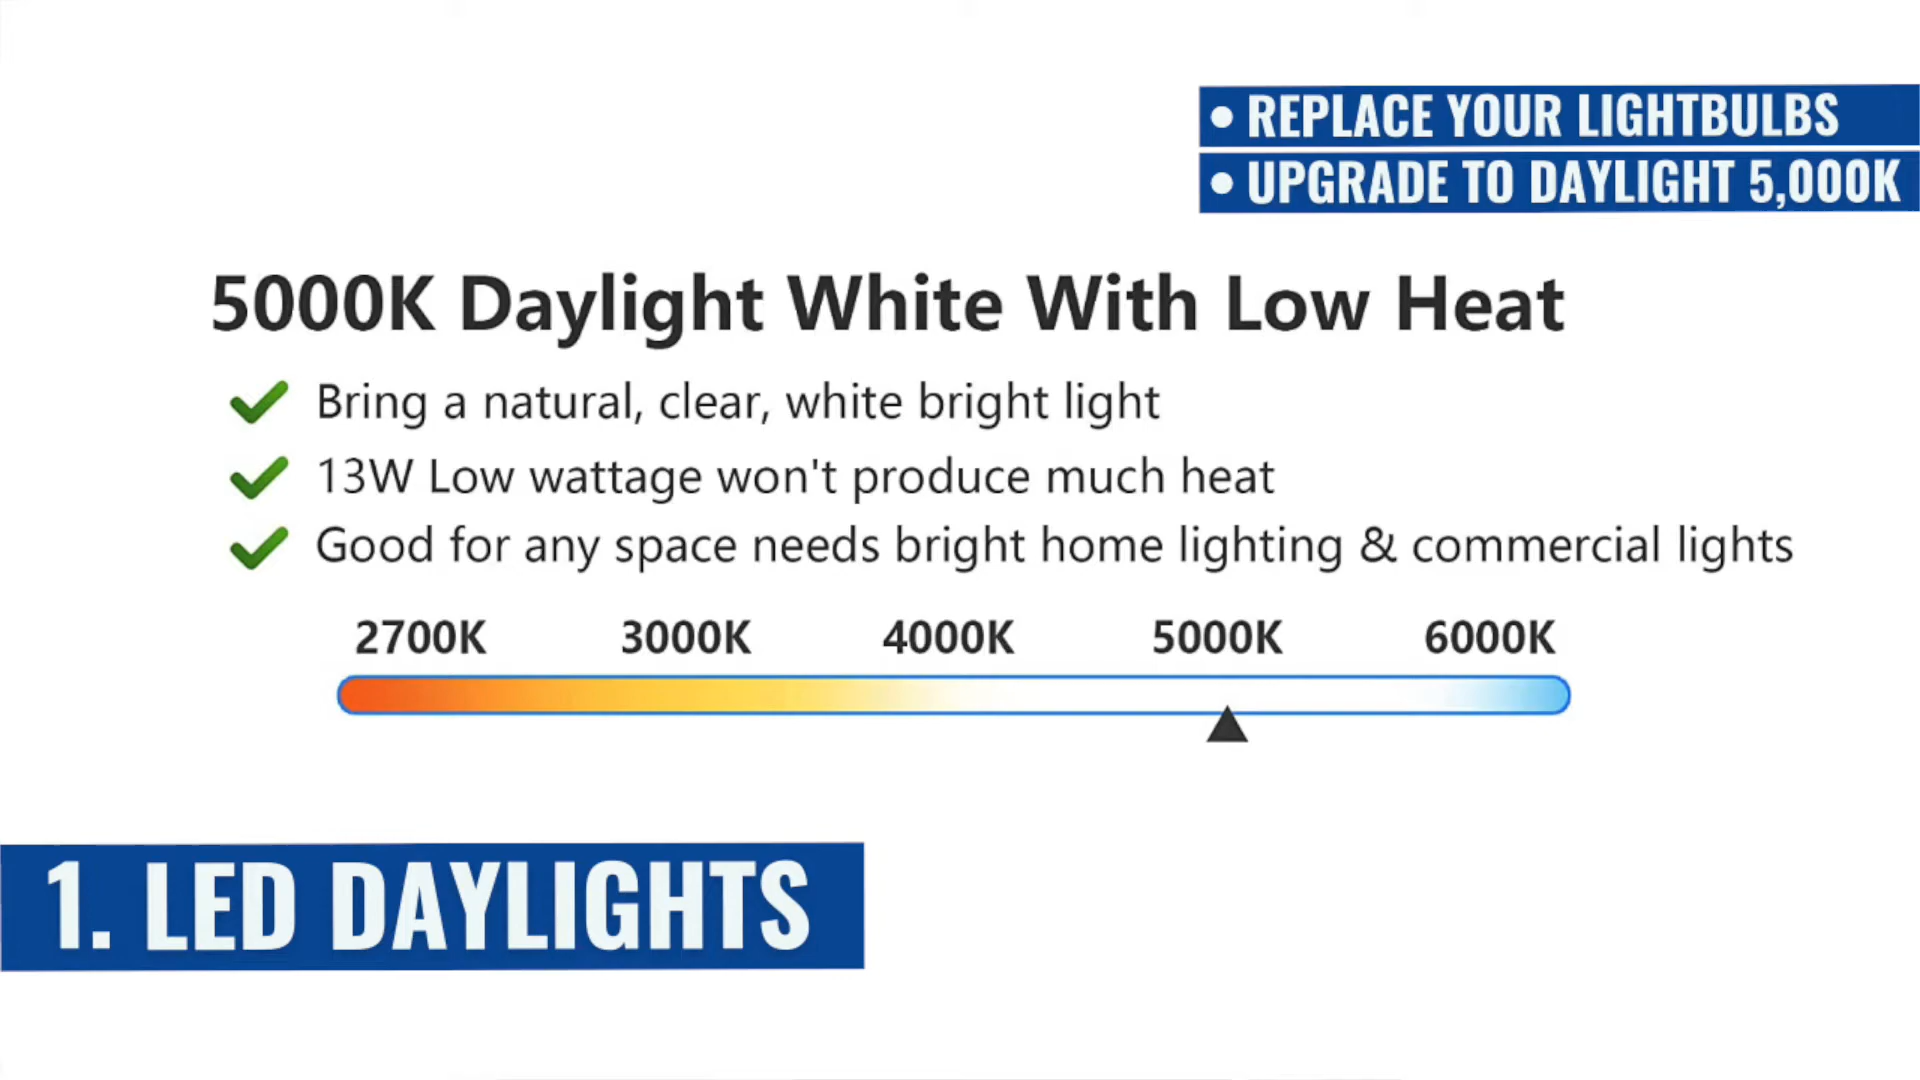 • REPLACE YOUR LIGHTBULBS
• UPGRADE TO DAYLIGHT 5,000K
5000K Daylight White With Low Heat
Bring a natural, clear, white bright light
13W Low wattage won't produce much heat
Good for any space needs bright home lighting & commercial lights
2700K 3000K 4000K 5000K 6000K
1. LED DAYLIGHTS